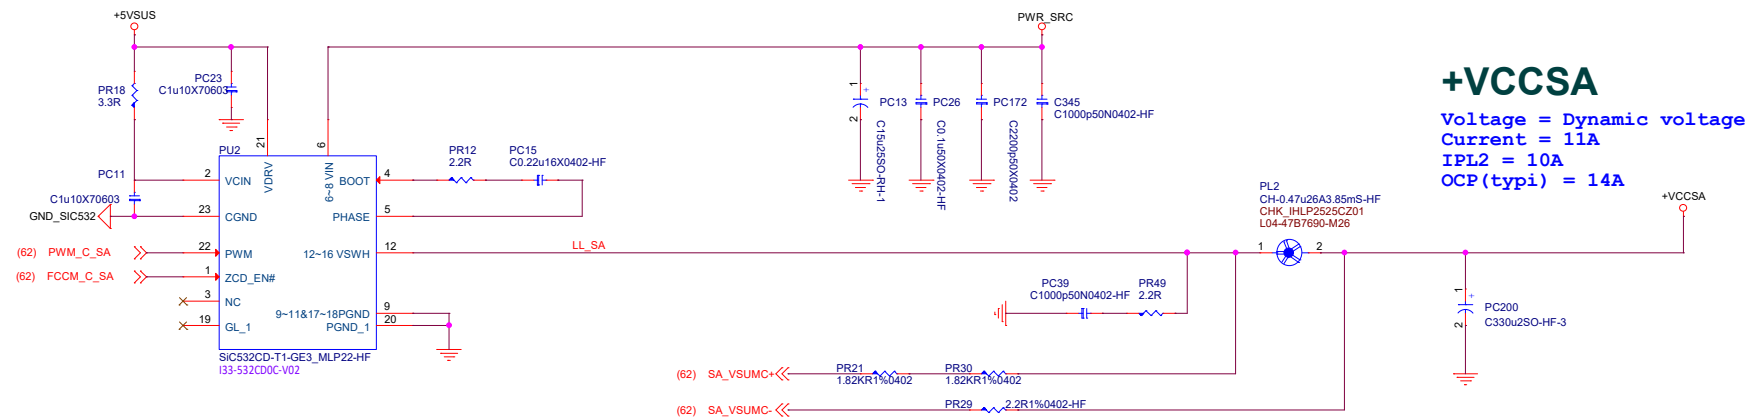 +5VSUS
PWR_SRC
PC23
C1u10X70603
PR18
3.3R
PC13
C15u25SO-RH-1
PC26
C0.1u50X0402-HF
PC172
C2200p50X0402
C345
C1000p50N0402-HF
1
2
+
+VCCSA
Voltage = Dynamic voltage
Current = 11A
IPL2 = 10A
OCP(typi) = 14A
21
6
PU2
PR12
2.2R
PC15
C0.22u16X0402-HF
PC11
C1u10X70603
GND_SIC532
2
VCIN
VDRV
6~8 VIN
BOOT
4
23
CGND
PHASE
5
(62) PWM_C_SA
22
PWM
12~16 VSWH
12
LL_SA
(62) FCCM_C_SA
1
ZCD_EN#
3
NC
9~11&17~18PGND
9
19
GL_1
PGND_1
20
SiC532CD-T1-GE3_MLP22-HF
I33-532CD0C-V02
PL2
CH-0.47u26A3.85mS-HF
CHK_IHLP2525CZ01
L04-47B7690-M26
1
2
+VCCSA
PC39
C1000p50N0402-HF
PR49
2.2R
1
2
+
PC200
C330u2SO-HF-3
(62) SA_VSUMC+
PR21
1.82KR1%0402
PR30
1.82KR1%0402
(62) SA_VSUMC-
PR29
2.2R1%0402-HF